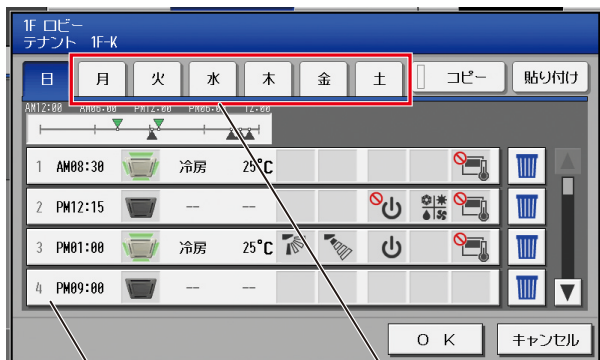 1F ロビー
テナント 1F-K
日 月 火 水 木 金 土 コピー 貼り付け
AM12:00 AM06:00 PM12:00 PM06:00 12:00
1 AM08:30 冷房 25°C
2 PM12:15 -- --
3 PM01:00 冷房 25°C
4 PM09:00 -- --
O K キャンセル